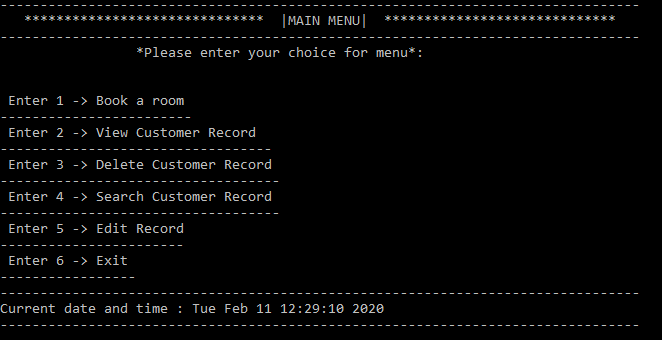 --------------------------------------------------------------------------------
****************************** |MAIN MENU| *****************************
--------------------------------------------------------------------------------
*Please enter your choice for menu*:
Enter 1 -> Book a room
------------------------
Enter 2 -> View Customer Record
----------------------------------
Enter 3 -> Delete Customer Record
-----------------------------------
Enter 4 -> Search Customer Record
-----------------------------------
Enter 5 -> Edit Record
-----------------------
Enter 6 -> Exit
-----------------
--------------------------------------------------------------------------------
Current date and time : Tue Feb 11 12:29:10 2020
--------------------------------------------------------------------------------